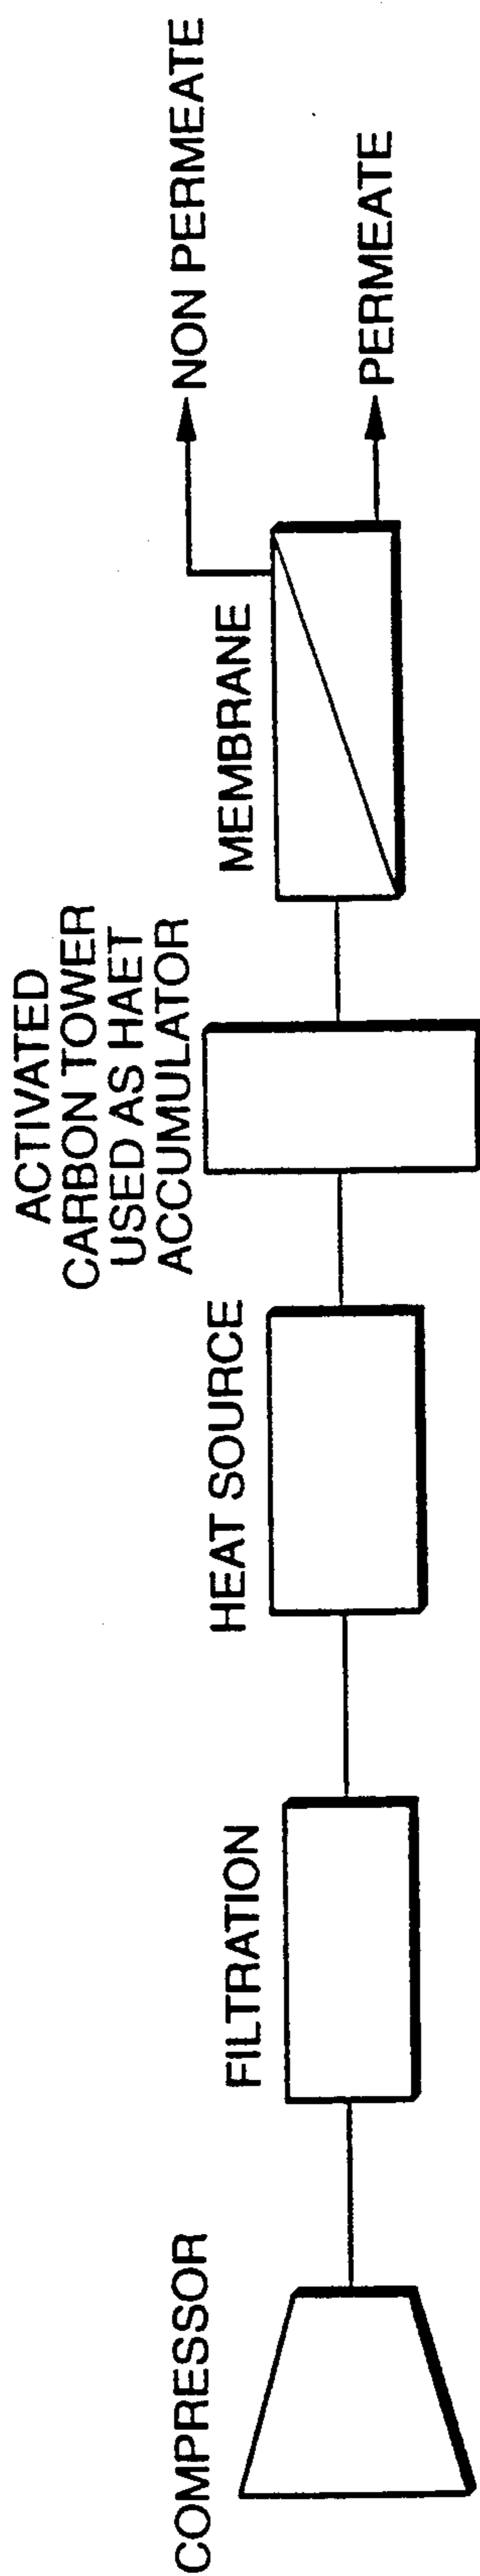 COMPRESSOR
FILTRATION
HEAT SOURCE
ACTIVATED
CARBON TOWER
USED AS HAET
ACCUMULATOR
MEMBRANE
NON PERMEATE
PERMEATE